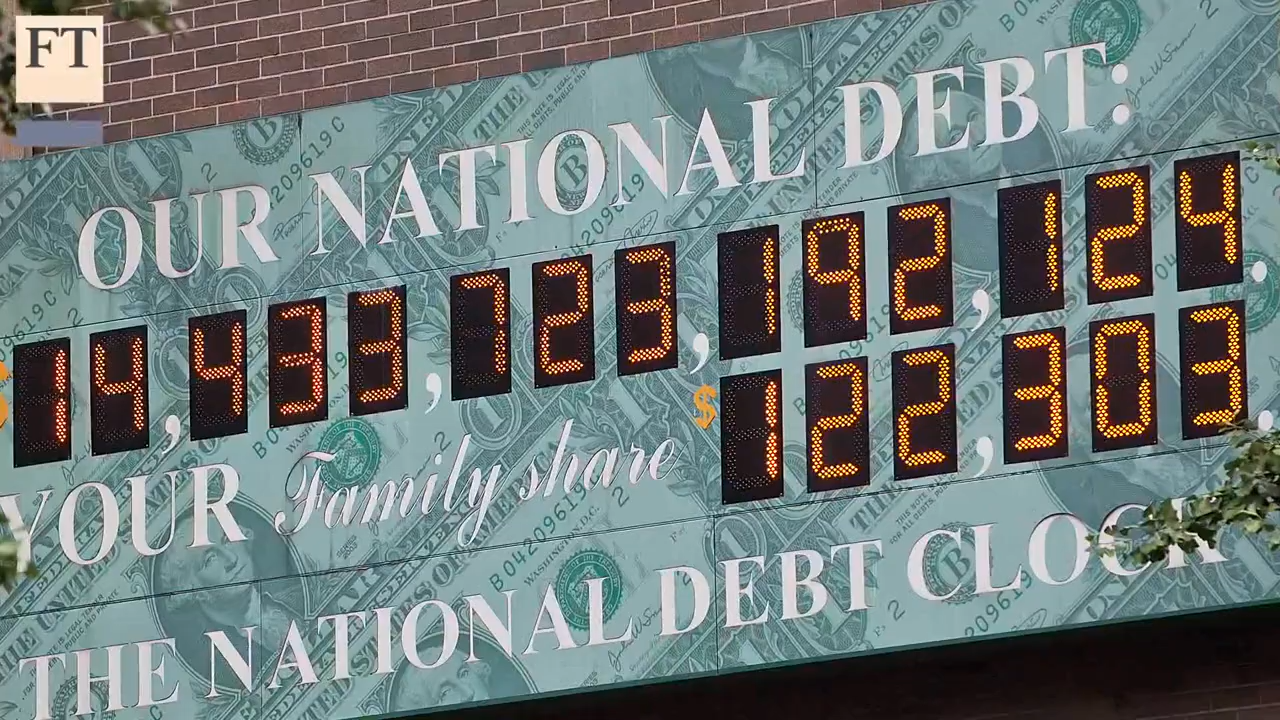 FT
OUR NATIONAL DEBT:
$14,433,723,192,124.
YOUR Family share $122,303.
THE NATIONAL DEBT CLOCK